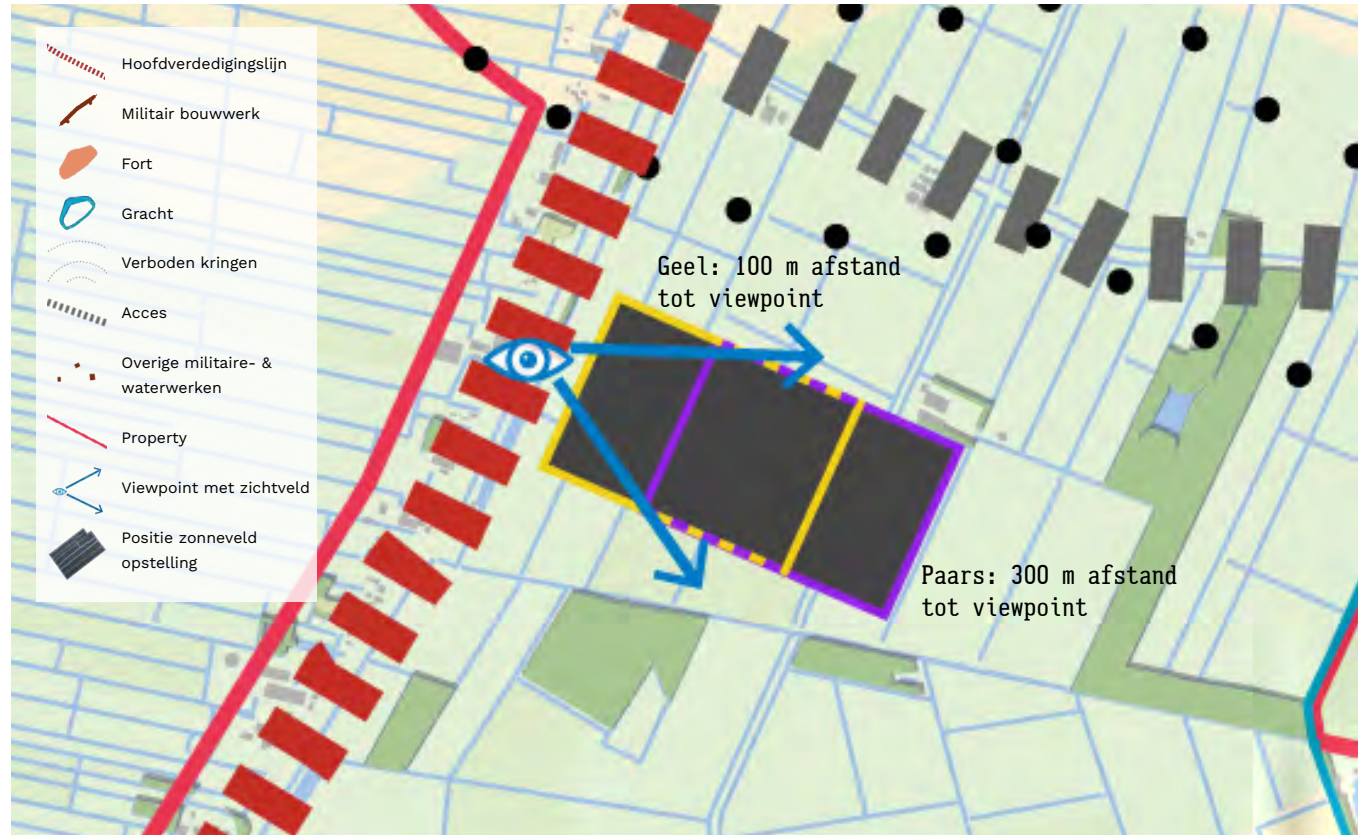 Hoofdverdedigingslijn
Militair bouwwerk
Fort
Gracht
Verboden kringen
Acces
Overige militaire- &
waterwerken
Property
Viewpoint met zichtveld
Positie zonneveld
opstelling
Geel: 100 m afstand
tot viewpoint
Paars: 300 m afstand
tot viewpoint